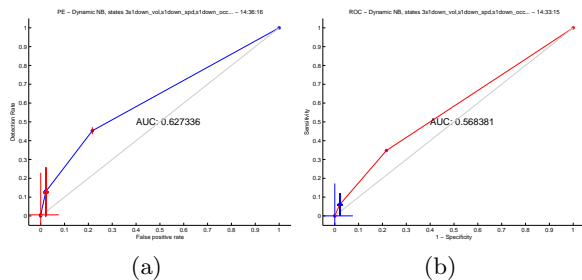 PE − Dynamic NB, states 3s1down_vol,s1down_spd,s1down_occ... − 14:36:16
1
0.9
0.8
0.7
0.6
0.5
0.4
0.3
0.2
0.1
0
Detection Rate
AUC: 0.627336
0 0.1 0.2 0.3 0.4 0.5 0.6 0.7 0.8 0.9 1
False positive rate
(a)
ROC − Dynamic NB, states 3s1down_vol,s1down_spd,s1down_occ... − 14:33:15
1
0.9
0.8
0.7
0.6
0.5
0.4
0.3
0.2
0.1
0
Sensitivity
AUC: 0.568381
0 0.1 0.2 0.3 0.4 0.5 0.6 0.7 0.8 0.9 1
1 − Specificity
(b)